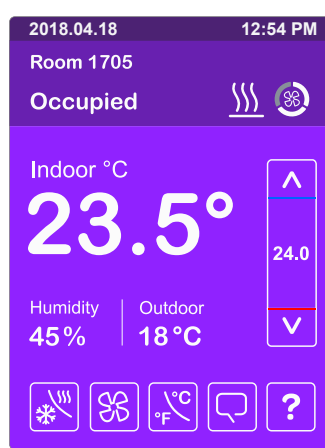 2018.04.18 12:54 PM
Room 1705
Occupied
Indoor °C
23.5°
24.0
Humidity Outdoor
45% 18°C
°C
°F
?